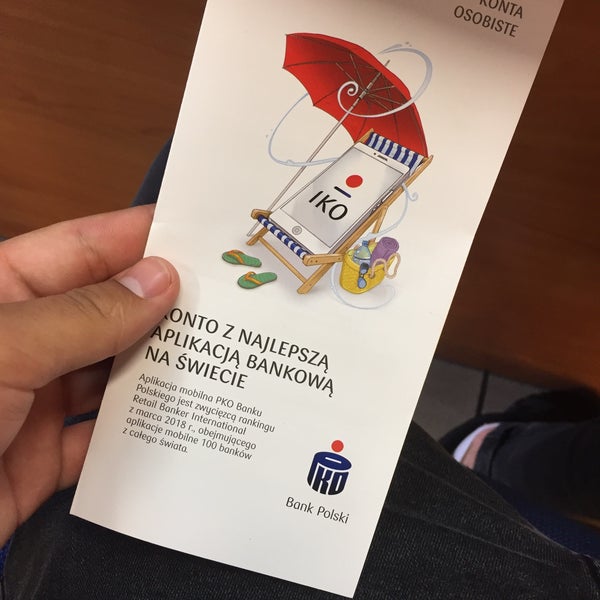 KONTA
OSOBISTE
IKO
KONTO Z NAJLEPSZĄ
APLIKACJĄ BANKOWĄ
NA ŚWIECIE
Aplikacja mobilna PKO Banku
Polskiego jest zwycięzcą rankingu
Retail Banker International
z marca 2018 r., obejmującego
aplikacje mobilne 100 banków
z całego świata.
PKO
Bank Polski